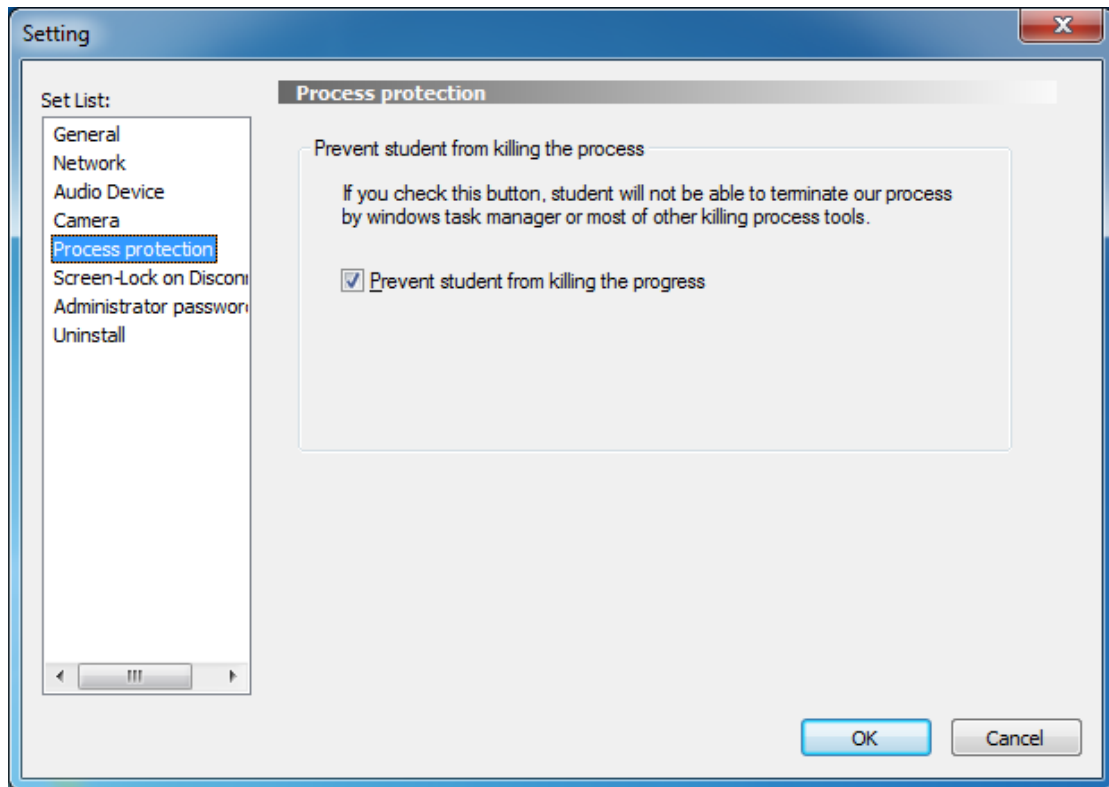 Setting
Set List:
General
Network
Audio Device
Camera
Process protection
Screen-Lock on Disconn
Administrator password
Uninstall
Process protection
Prevent student from killing the process
If you check this button, student will not be able to terminate our process
by windows task manager or most of other killing process tools.
Prevent student from killing the progress
OK
Cancel